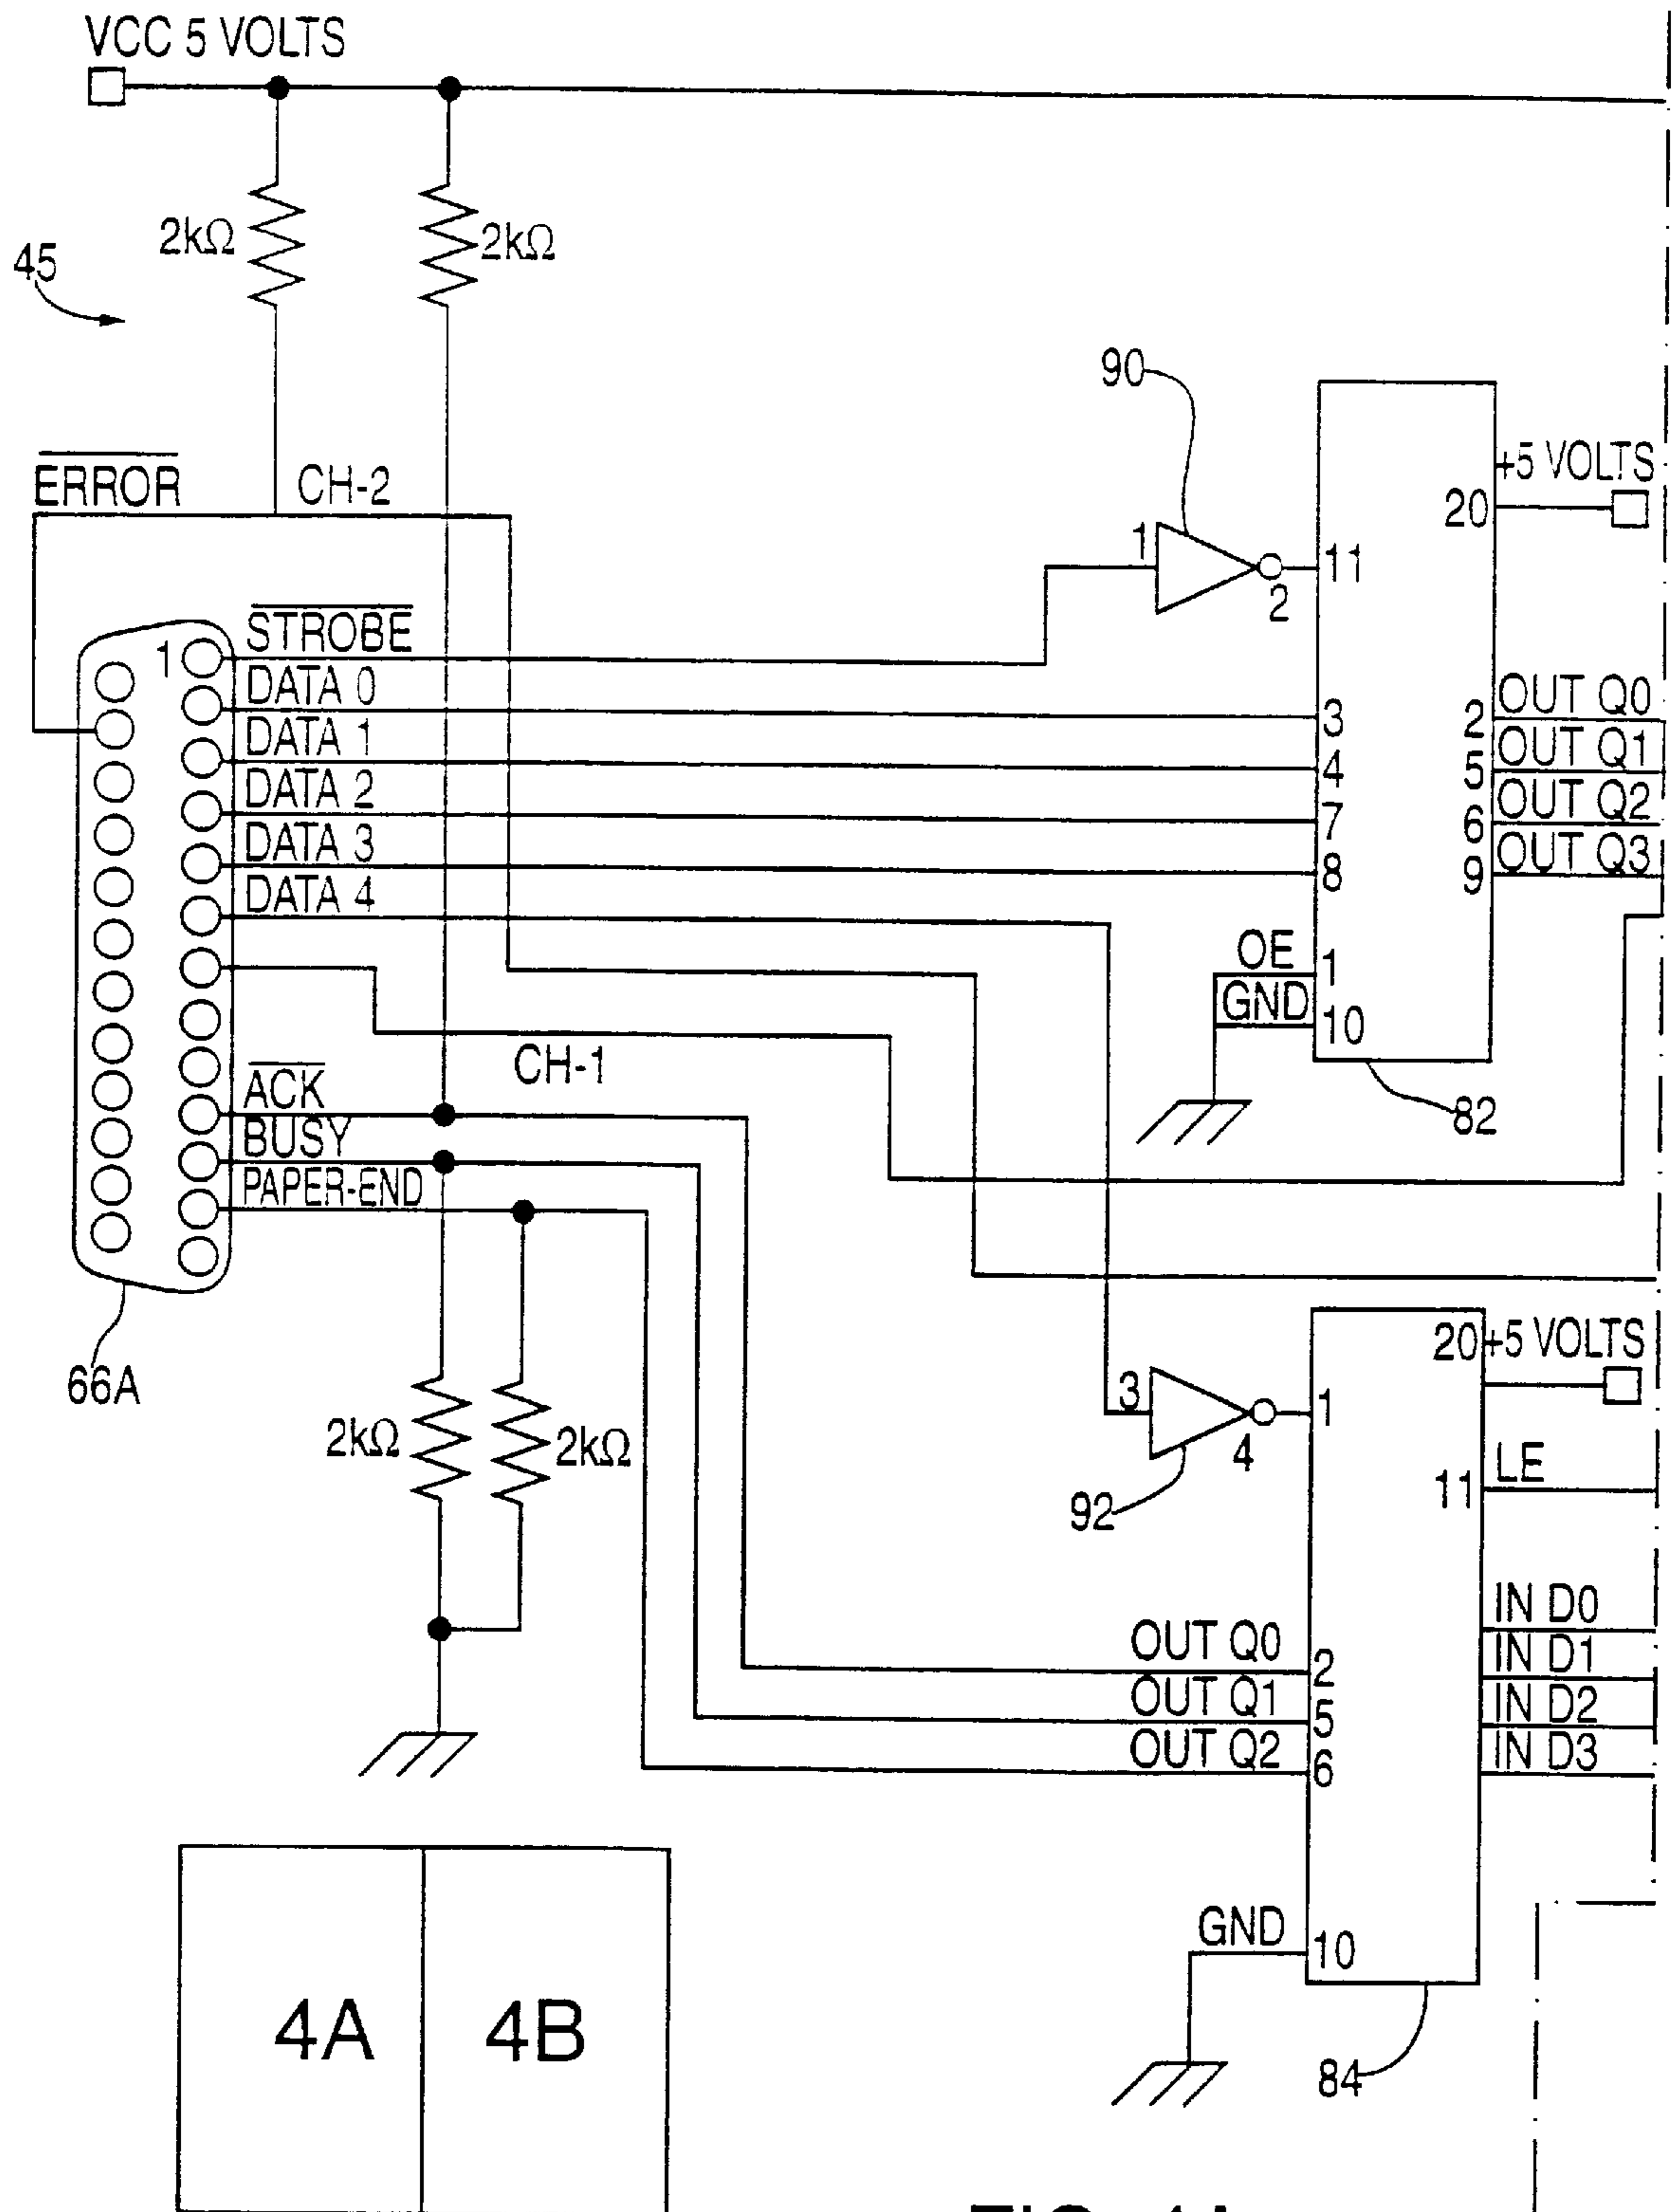 VCC 5 VOLTS
2kΩ
2kΩ
45
90
ERROR
CH-2
+5 VOLTS
20
1
2
11
1
STROBE
DATA 0
DATA 1
DATA 2
DATA 3
DATA 4
3
4
7
8
2
5
6
9
OUT Q0
OUT Q1
OUT Q2
OUT Q3
OE
1
GND
10
82
CH-1
ACK
BUSY
PAPER-END
66A
2kΩ
2kΩ
20
+5 VOLTS
3
4
1
92
11
LE
IN D0
IN D1
IN D2
IN D3
OUT Q0
2
OUT Q1
5
OUT Q2
6
GND
10
84
4A
4B